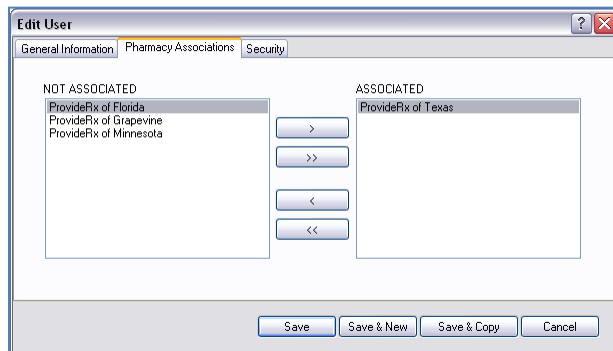 Edit User
?
X
General Information Pharmacy Associations Security
NOT ASSOCIATED ASSOCIATED
ProvideRx of Florida ProvideRx of Texas
ProvideRx of Grapevine
ProvideRx of Minnesota
>
>>
<
<<
Save Save & New Save & Copy Cancel